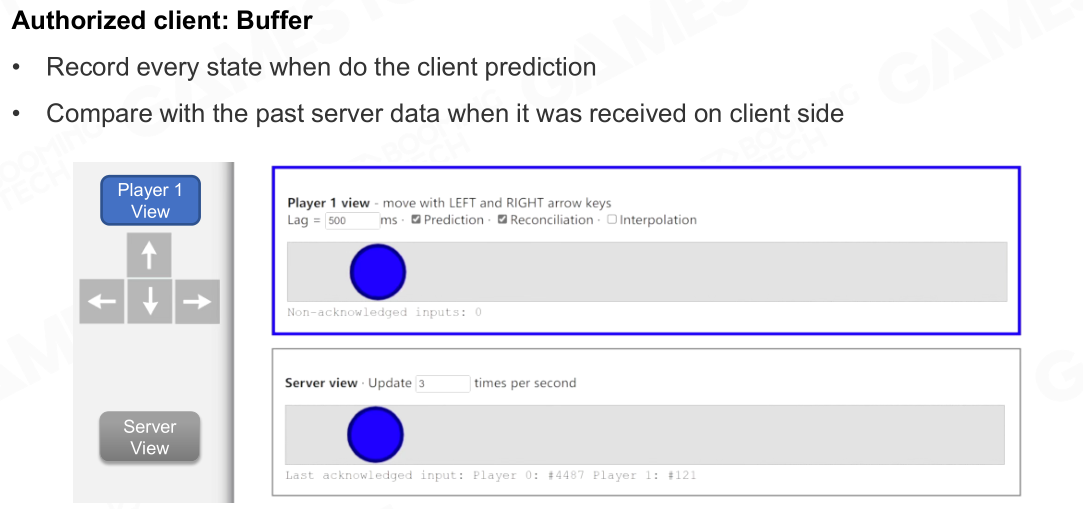 Authorized client: Buffer
• Record every state when do the client prediction
• Compare with the past server data when it was received on client side
Player 1
View
Player 1 view - move with LEFT and RIGHT arrow keys
Lag = 500 ms · Prediction · Reconciliation · Interpolation
Non-acknowledged inputs: 0
Server view · Update 3 times per second
Server
View
Last acknowledged input: Player 0: #4487 Player 1: #121